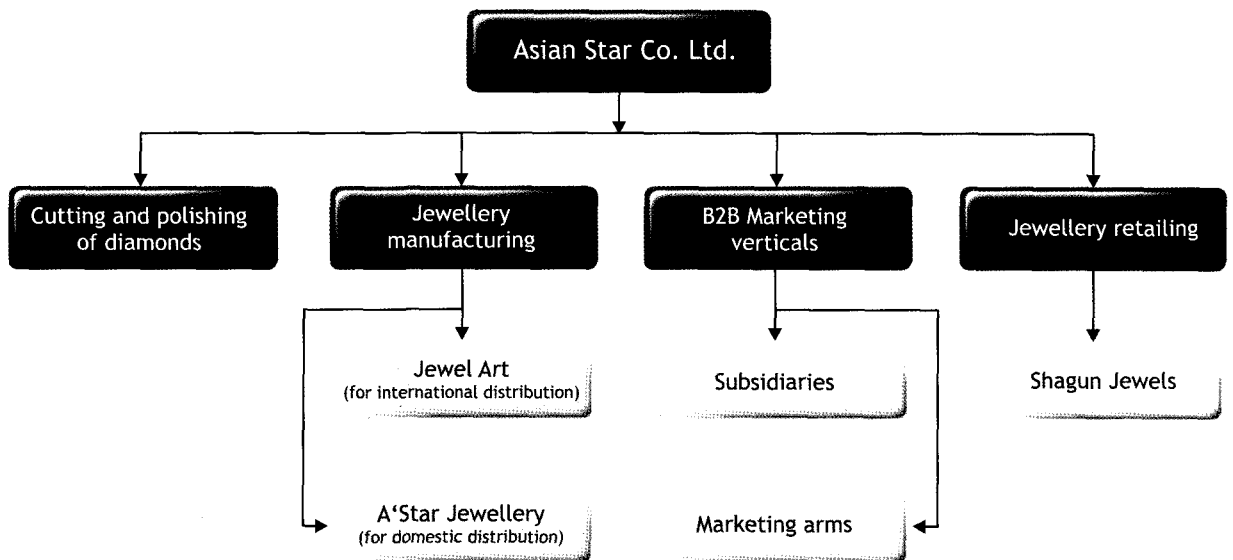 Asian Star Co. Ltd.
Cutting and polishing
of diamonds
Jewellery
manufacturing
B2B Marketing
verticals
Jewellery retailing
Jewel Art
(for international distribution)
Subsidiaries
Shagun Jewels
A‘Star Jewellery
(for domestic distribution)
Marketing arms